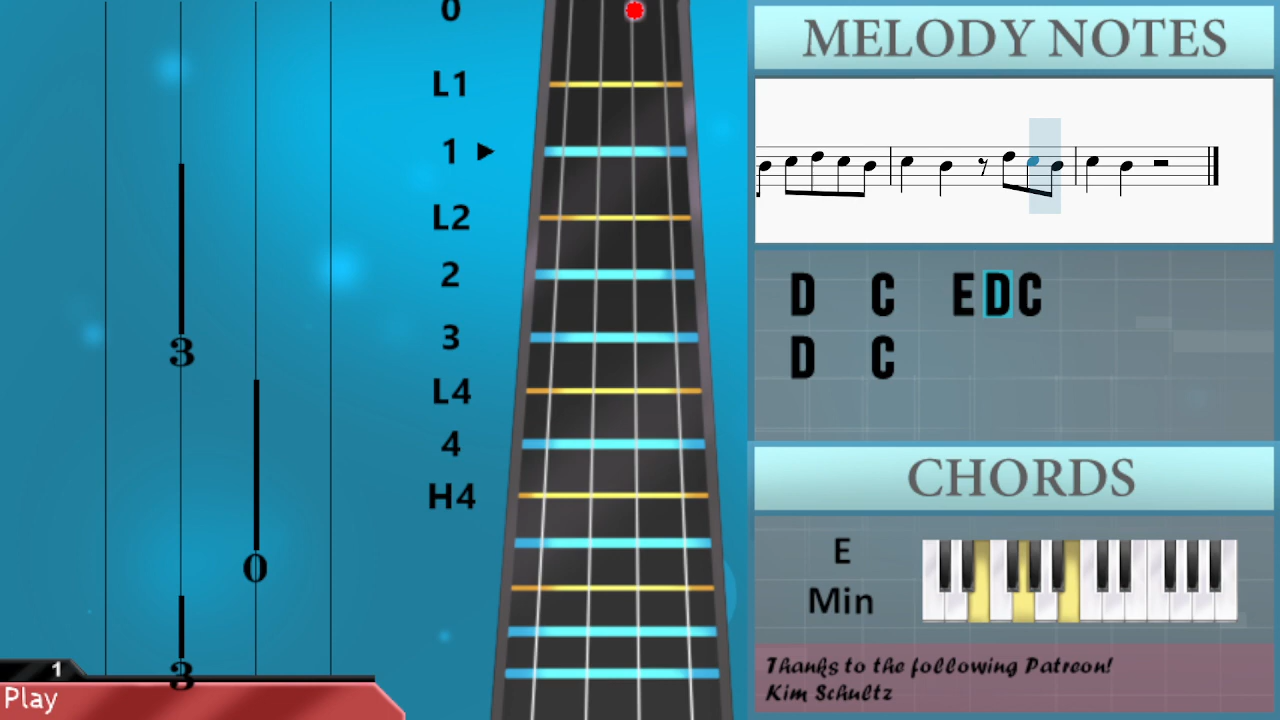 0
L1
1
L2
2
3
L4
4
H4
3
0
3
1
Play
MELODY NOTES
D C E D C
D C
CHORDS
E
Min
Thanks to the following Patreon!
Kim Schultz